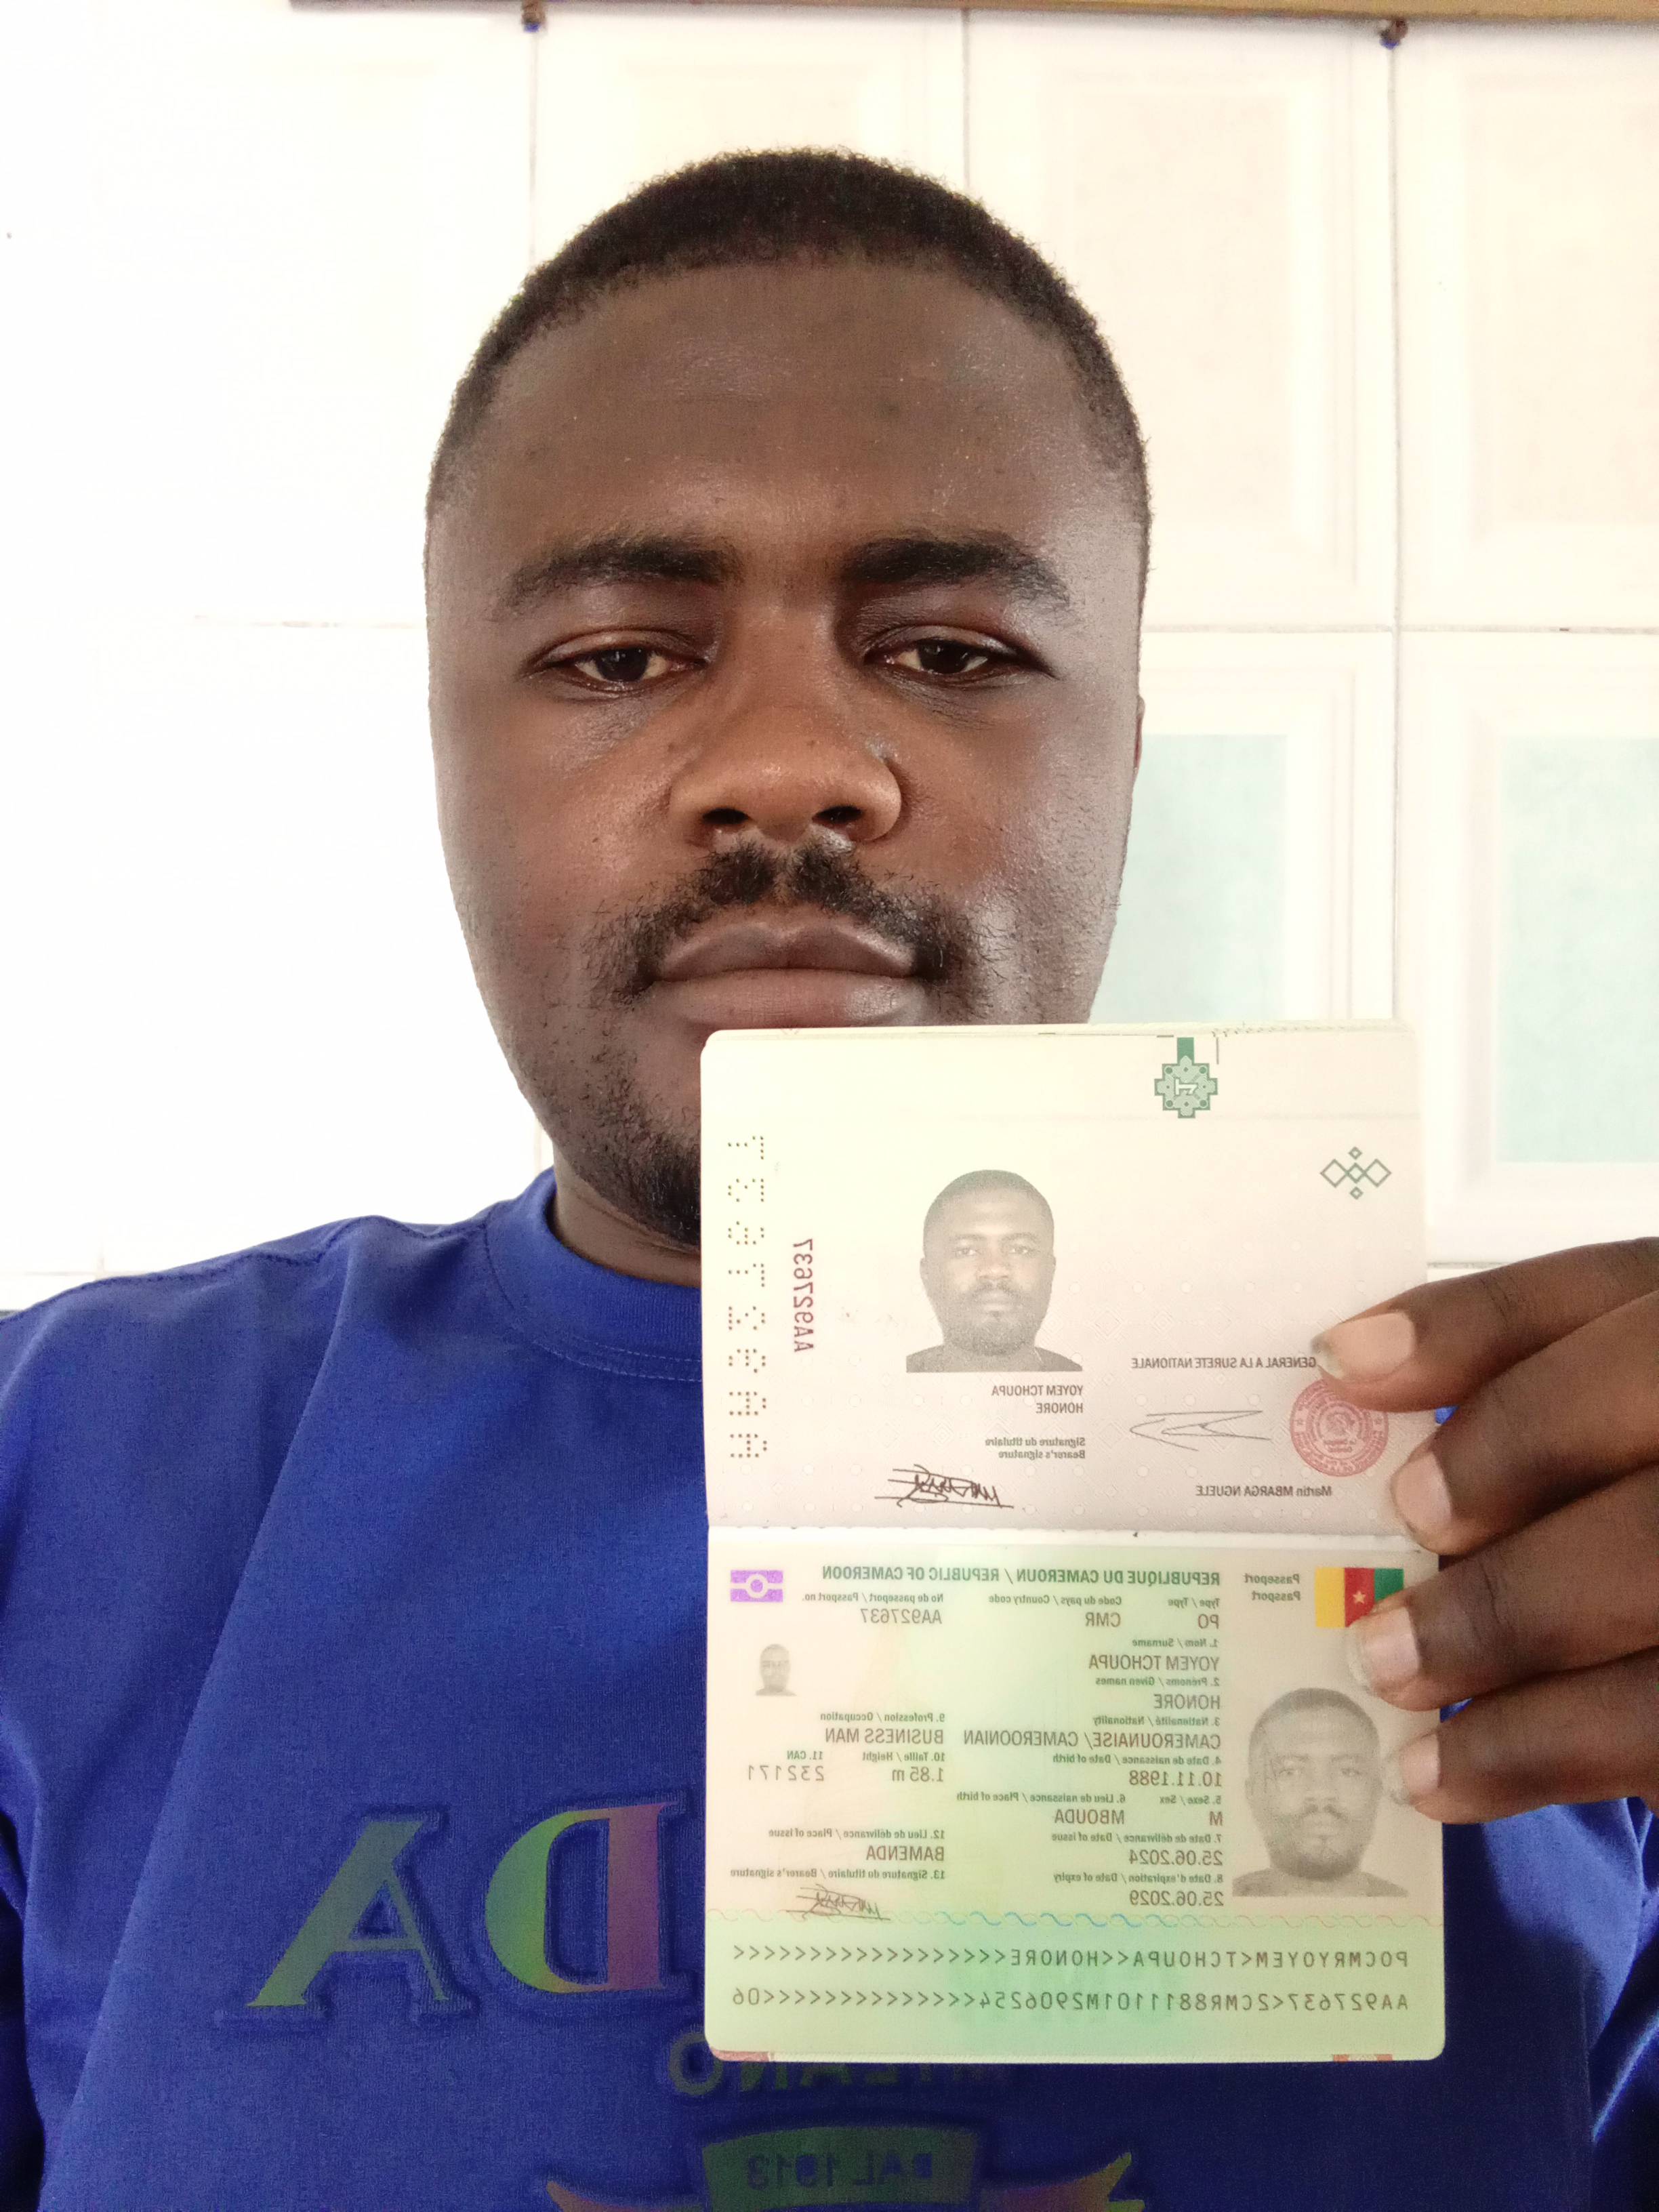 AA927637
GENERAL A LA SURETE NATIONALE
YOYEM TCHOUPA
HONORE
Signature du titulaire
Bearer's signature
Martin MBARGA NGUELE
Passeport
Passport
REPUBLIQUE DU CAMEROUN / REPUBLIC OF CAMEROON
Type / Type Code du pays / Country code No de passeport / Passport no.
PO CMR AA927637
1. Nom / Surname
YOYEM TCHOUPA
2. Prénoms / Given names
HONORE
3. Nationalité / Nationality 9. Profession / Occupation
CAMEROUNAISE/ CAMEROONIAN BUSINESS MAN
4. Date de naissance / Date of birth 10. Taille / Height 11. CAN
10.11.1988 1.85 m 232171
5. Sexe / Sex 6. Lieu de naissance / Place of birth
M MBOUDA
7. Date de délivrance / Date of issue 12. Lieu de délivrance / Place of issue
25.06.2024 BAMENDA
8. Date d'expiration / Date of expiry 13. Signature du titulaire / Bearer's signature
25.06.2029
POCMRYOYEM<TCHOUPA<<HONORE<<<<<<<<<<<<<<<<<<
AA927637<2CMR8811101M2906254<<<<<<<<<<<<<<06
DA
MILANO
DAL 1913